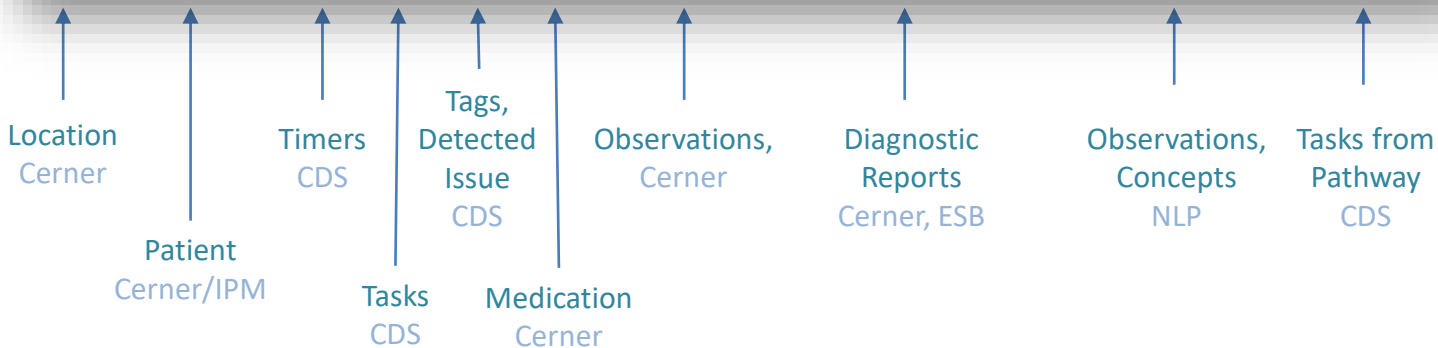 Location
Cerner
Patient
Cerner/IPM
Timers
CDS
Tasks
CDS
Tags,
Detected
Issue
CDS
Medication
Cerner
Observations,
Cerner
Diagnostic
Reports
Cerner, ESB
Observations,
Concepts
NLP
Tasks from
Pathway
CDS